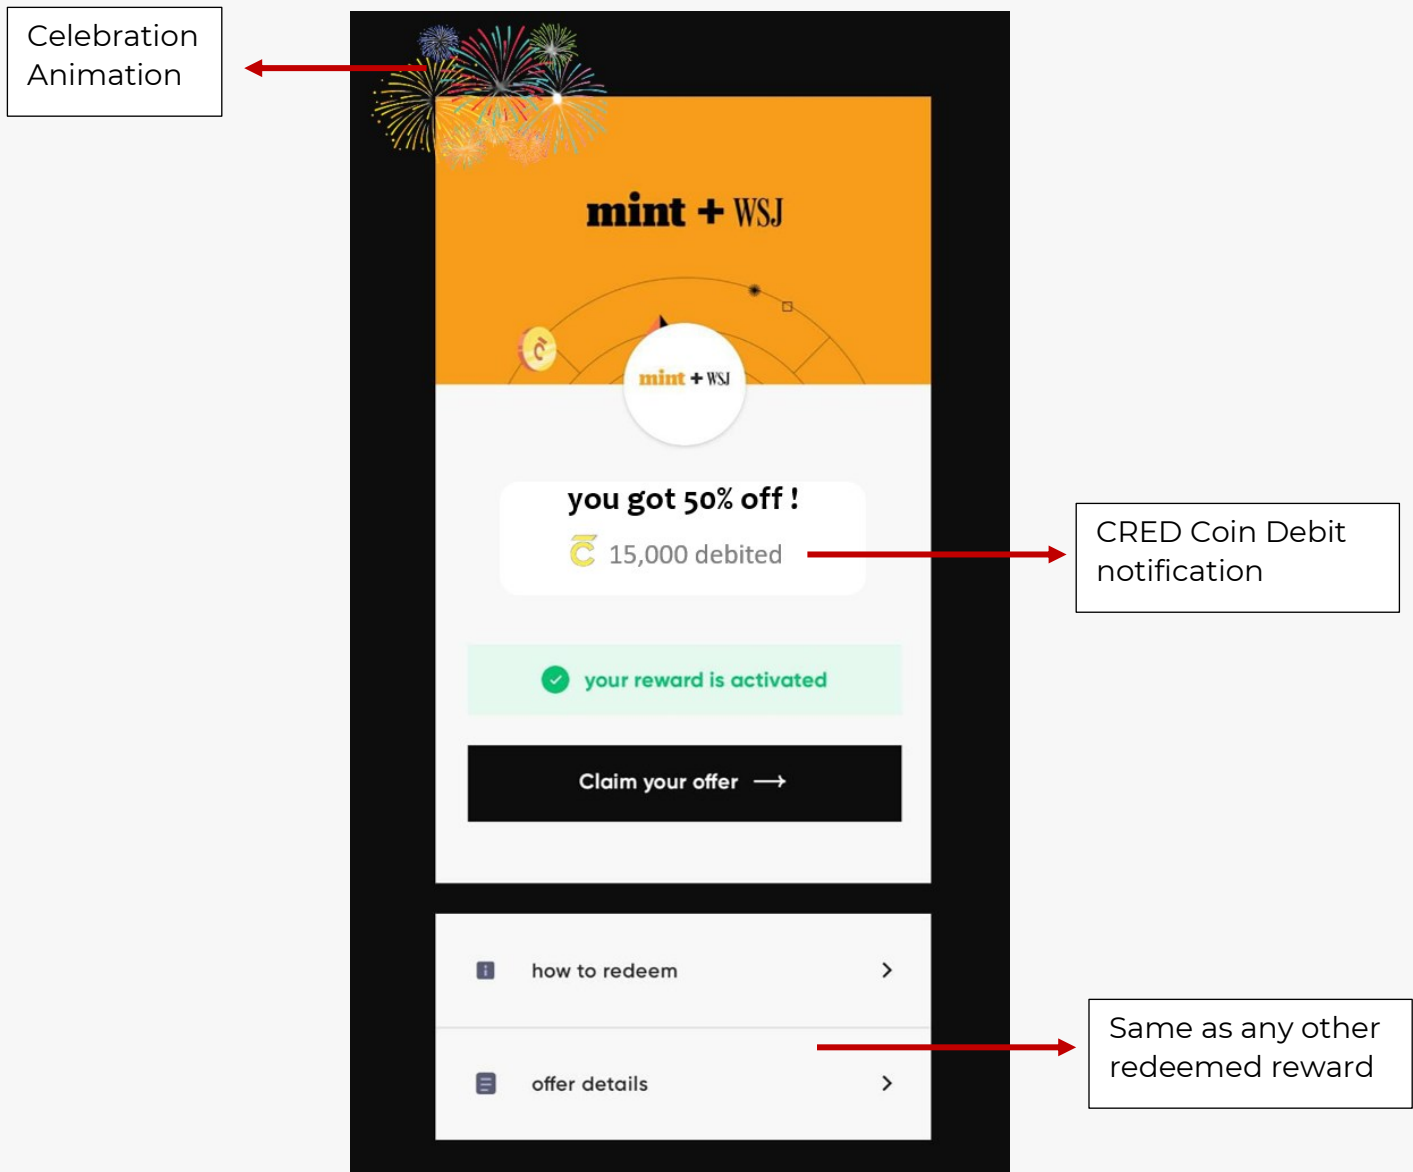 Celebration
Animation
mint + WSJ
mint + WSJ
you got 50% off !
15,000 debited
CRED Coin Debit
notification
your reward is activated
Claim your offer →
how to redeem
Same as any other
redeemed reward
offer details